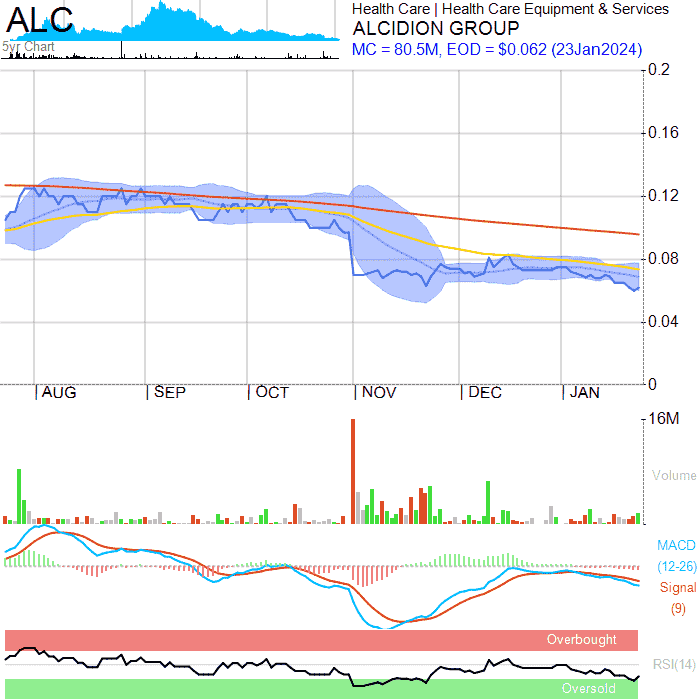 ALC
5yr Chart
Health Care | Health Care Equipment & Services
ALCIDION GROUP
MC = 80.5M, EOD = $0.062 (23Jan2024)
0.2
0.16
0.12
0.08
0.04
0
AUG SEP OCT NOV DEC JAN
16M
Volume
MACD
(12-26)
Signal
(9)
Overbought
RSI(14)
Oversold